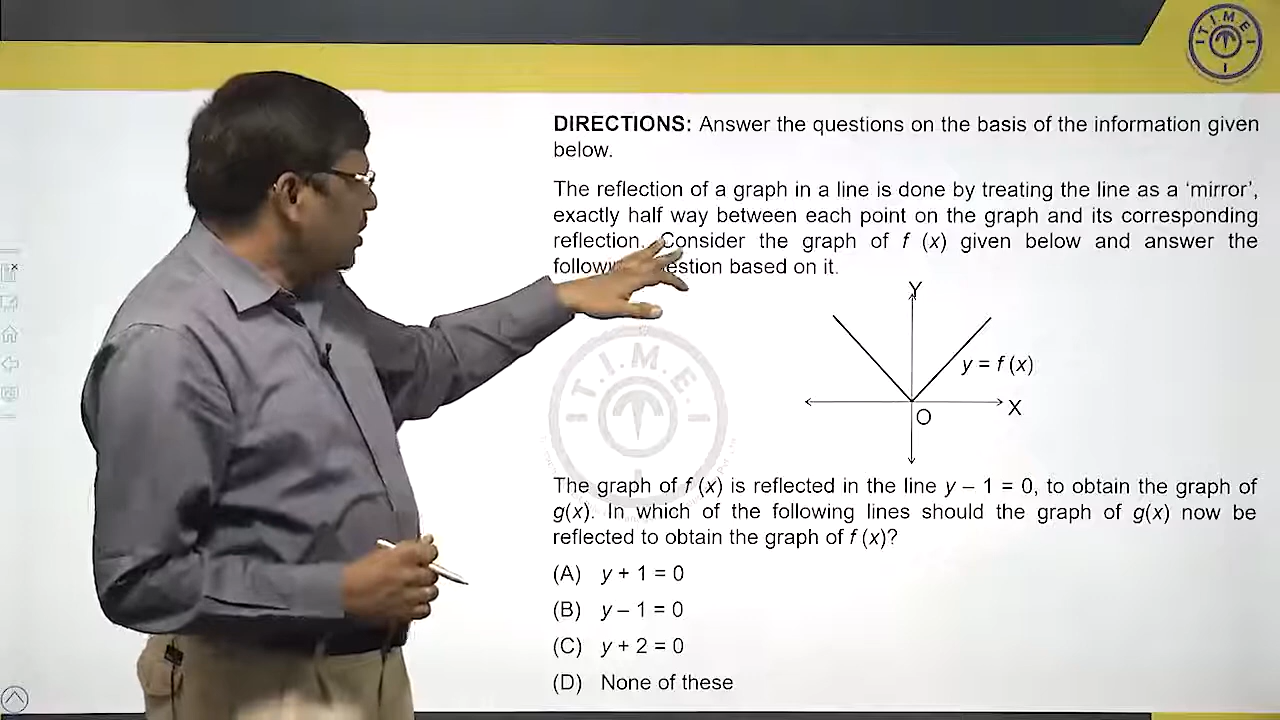 T.I.M.E.
DIRECTIONS: Answer the questions on the basis of the information given
below.
The reflection of a graph in a line is done by treating the line as a ‘mirror’,
exactly half way between each point on the graph and its corresponding
reflection. Consider the graph of f (x) given below and answer the
question based on it.
Y
y = f (x)
X
O
T.I.M.E.
The graph of f (x) is reflected in the line y – 1 = 0, to obtain the graph of
g(x). In which of the following lines should the graph of g(x) now be
reflected to obtain the graph of f (x)?
(A) y + 1 = 0
(B) y – 1 = 0
(C) y + 2 = 0
(D) None of these